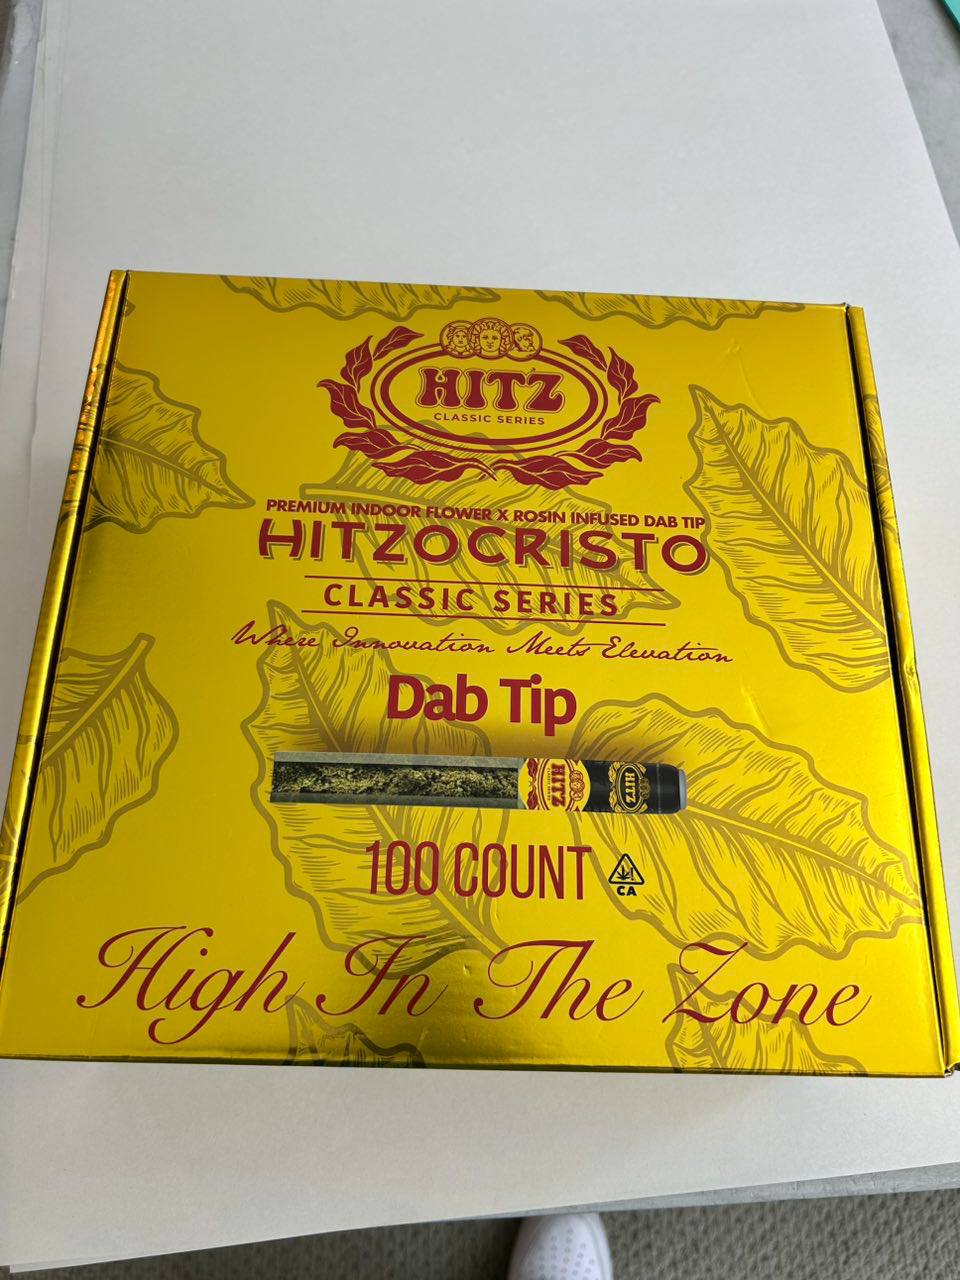 HITZ
CLASSIC SERIES
PREMIUM INDOOR FLOWER X ROSIN INFUSED DAB TIP
HITZOCRISTO
CLASSIC SERIES
Where Innovation Meets Elevation
Dab Tip
HITZ
HITZ
100 COUNT
CA
High In The Zone